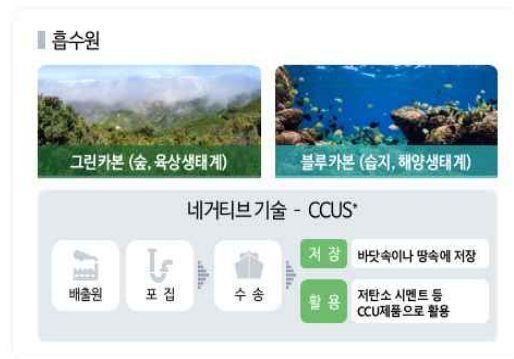 흡수원
그린카본 (숲, 육상생태계)
블루카본 (습지, 해양생태계)
네거티브 기술 - CCUS*
배출원
포 집
수 송
저 장
바닷속이나 땅속에 저장
활 용
저탄소 시멘트 등
CCU제품으로 활용